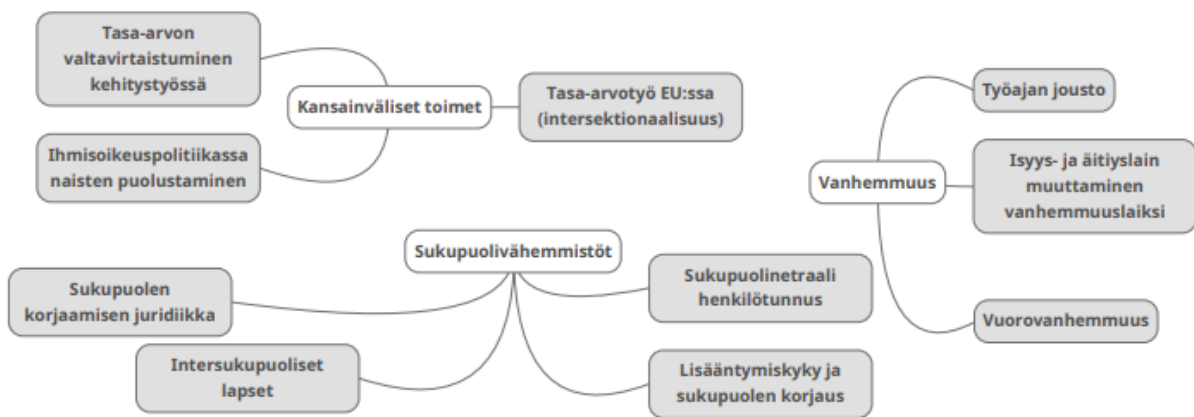 Tasa-arvon
valtavirtaistuminen
kehitystyössä
Kansainväliset toimet
Tasa-arvotyö EU:ssa
(intersektionaalisuus)
Ihmisoikeuspolitiikassa
naisten puolustaminen
Työajan jousto
Vanhemmuus
Isyys- ja äitiyslain
muuttaminen
vanhemmuuslaiksi
Vuorovanhemmuus
Sukupuolivähemmistöt
Sukupuolen
korjaamisen juridiikka
Sukupuolinetraali
henkilötunnus
Intersukupuoliset
lapset
Lisääntymiskyky ja
sukupuolen korjaus